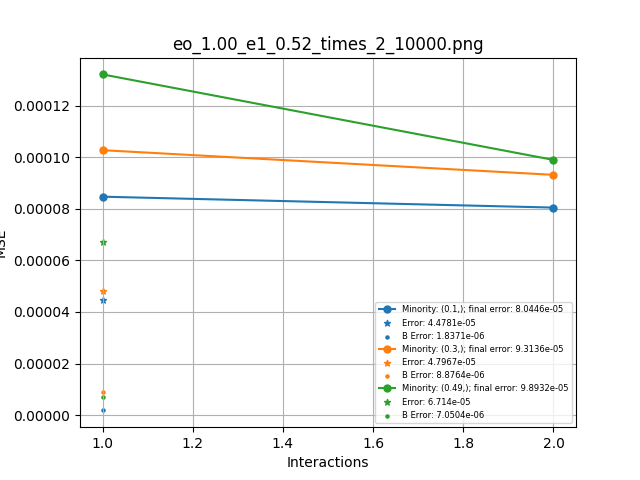 eo_1.00_e1_0.52_times_2_10000.png
0.00012
0.00010
0.00008
0.00006
0.00004
0.00002
0.00000
MSE
Minority: (0.1,); final error: 8.0446e-05
Error: 4.4781e-05
B Error: 1.8371e-06
Minority: (0.3,); final error: 9.3136e-05
Error: 4.7967e-05
B Error: 8.8764e-06
Minority: (0.49,); final error: 9.8932e-05
Error: 6.714e-05
B Error: 7.0504e-06
1.0 1.2 1.4 1.6 1.8 2.0
Interactions